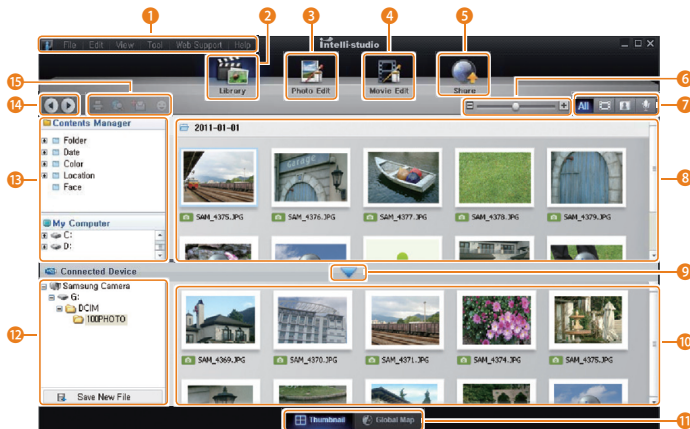 1 2 3 4 5
File Edit View Tool Web Support Help
Intelli-studio
Library Photo Edit Movie Edit Share
15 6
14 All 7
Contents Manager
2011-01-01
Folder
Date
Color
Location
Face
13 8
SAM_4375.JPG SAM_4376.JPG SAM_4377.JPG SAM_4378.JPG SAM_4379.JPG
My Computer
C:
D:
Connected Device 9
Samsung Camera
G:
DCIM
100PHOTO
12 10
SAM_4369.JPG SAM_4370.JPG SAM_4371.JPG SAM_4374.JPG SAM_4375.JPG
Save New File
Thumbnail Global Map 11